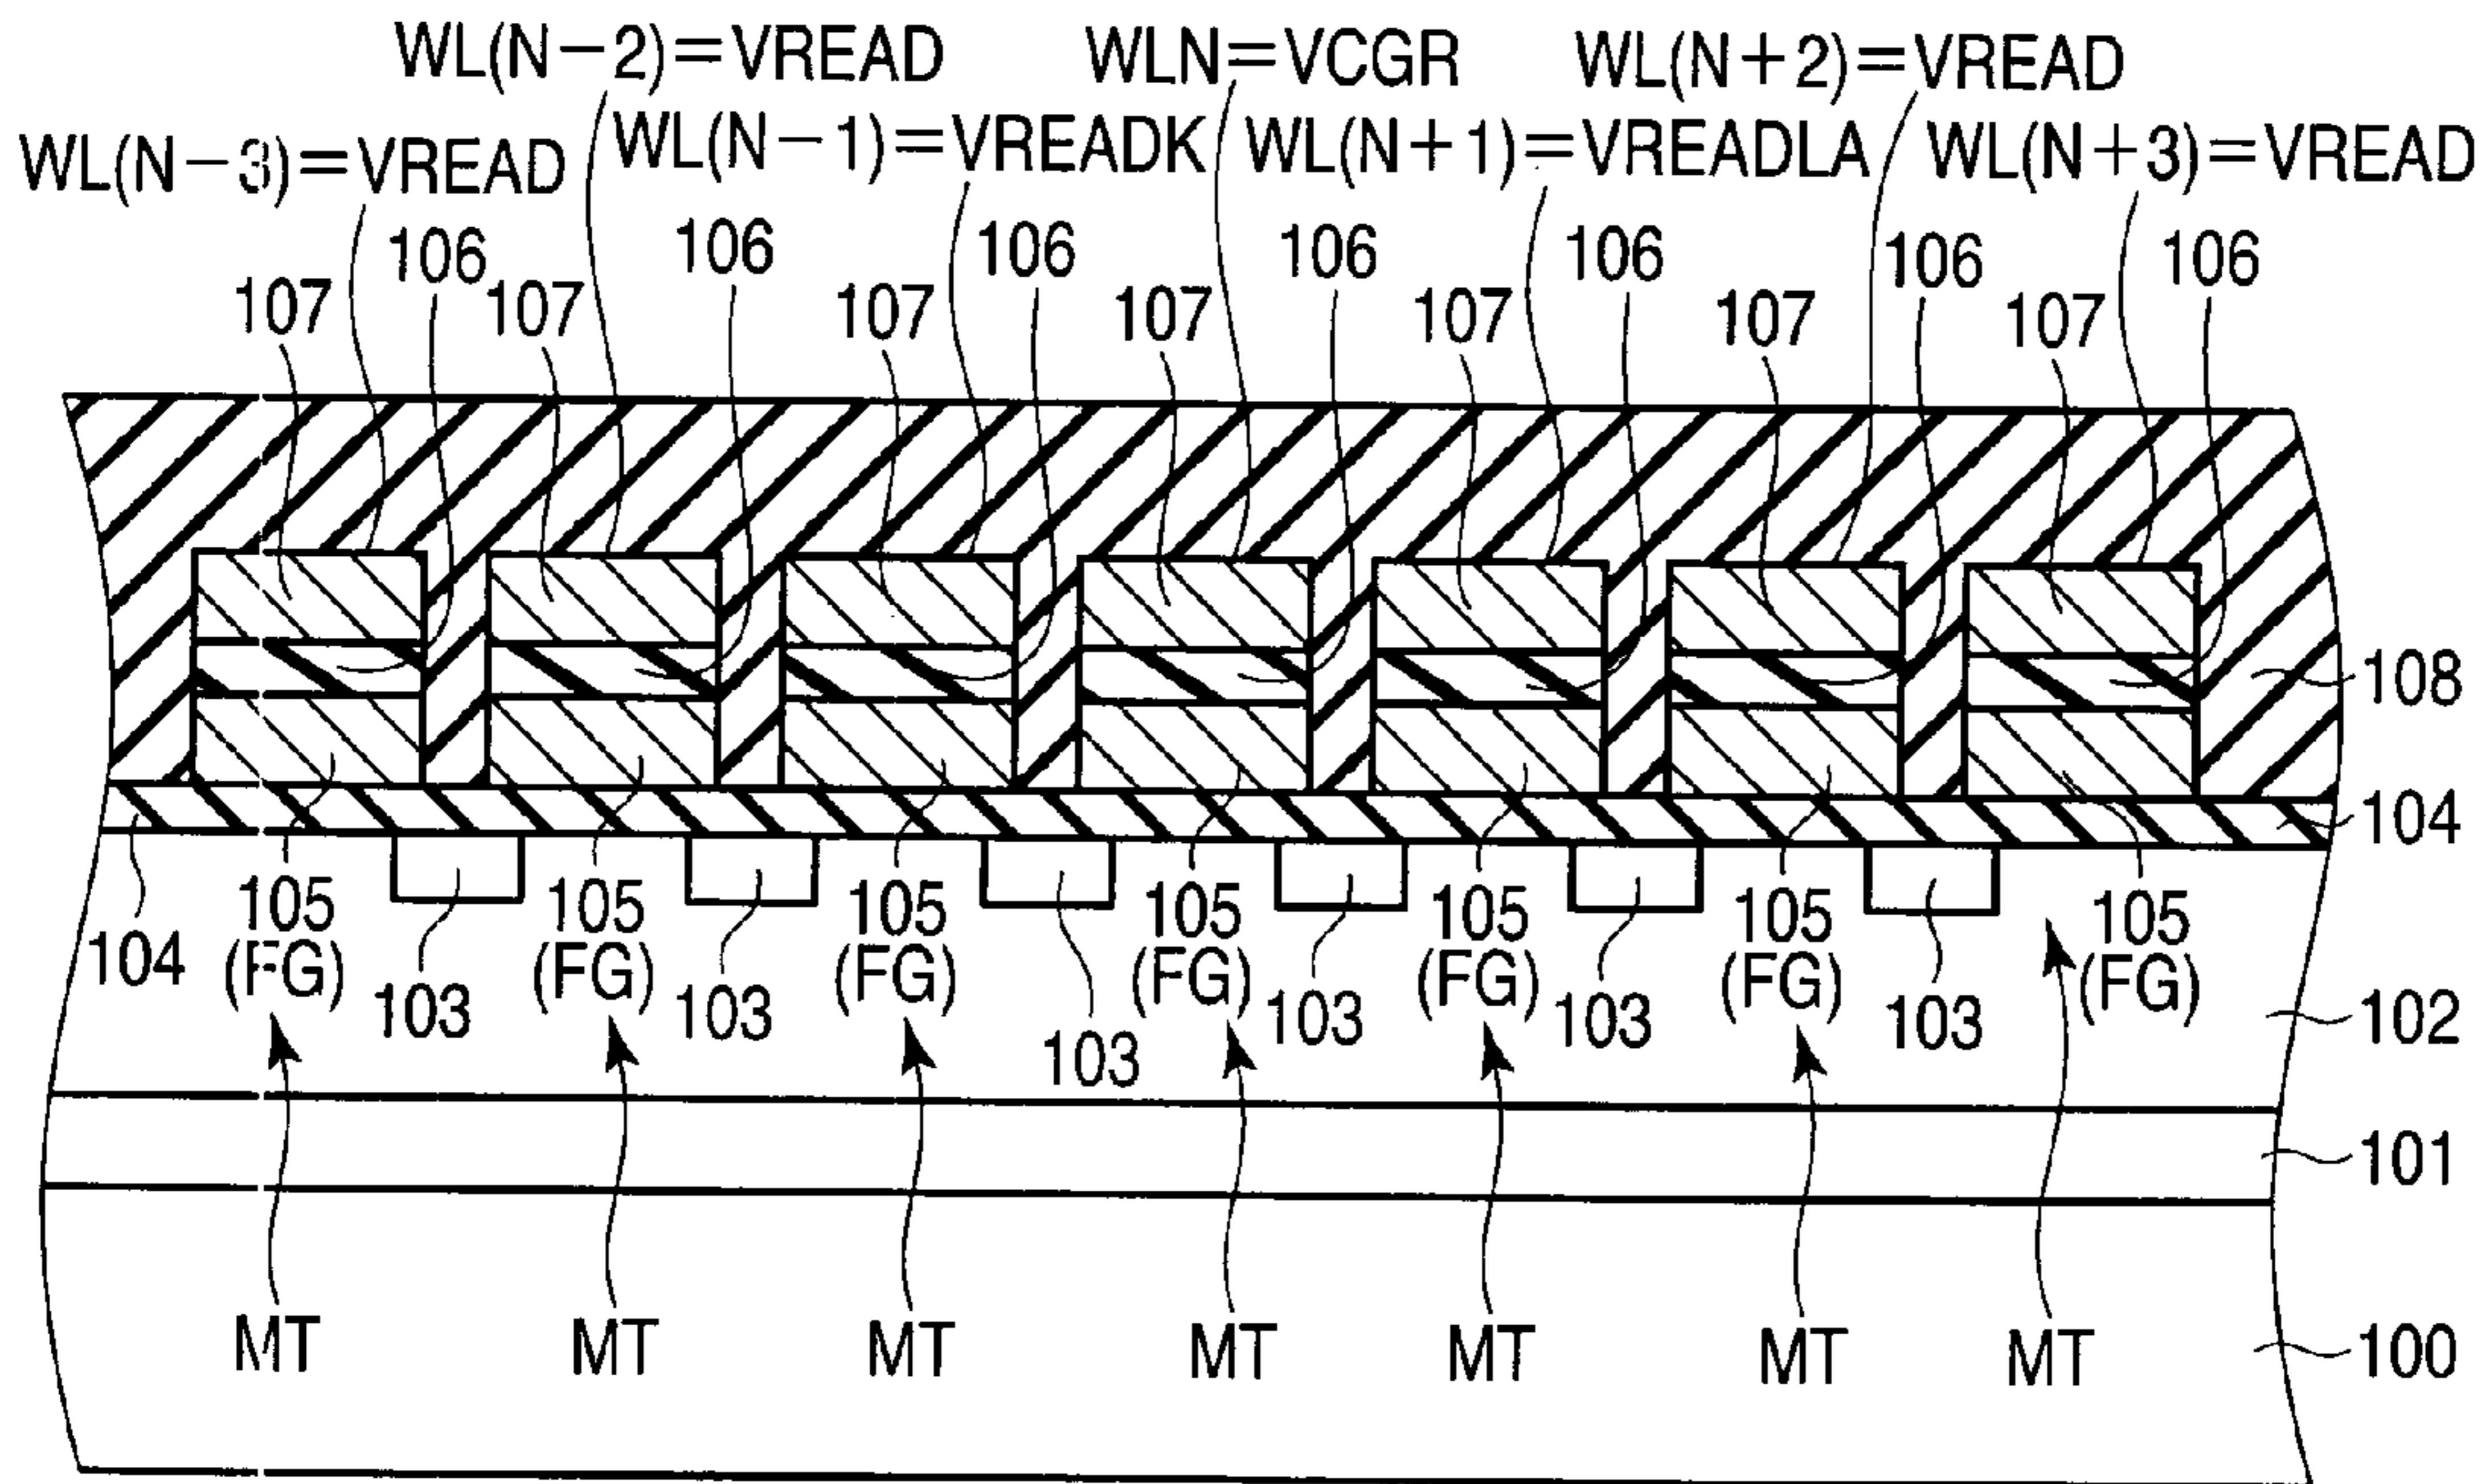 WL(N−2)=VREAD WLN=VCGR WL(N+2)=VREAD
WL(N−3)=VREAD WL(N−1)=VREADK WL(N+1)=VREADLA WL(N+3)=VREAD
106 106 106 106 106 106 106
107 107 107 107 107 107 107
108
104
105 105 105 105 105 105 105
(FG) (FG) (FG) (FG) (FG) (FG) (FG)
104 103 103 103 103 103 103
102
101
MT MT MT MT MT MT MT
100